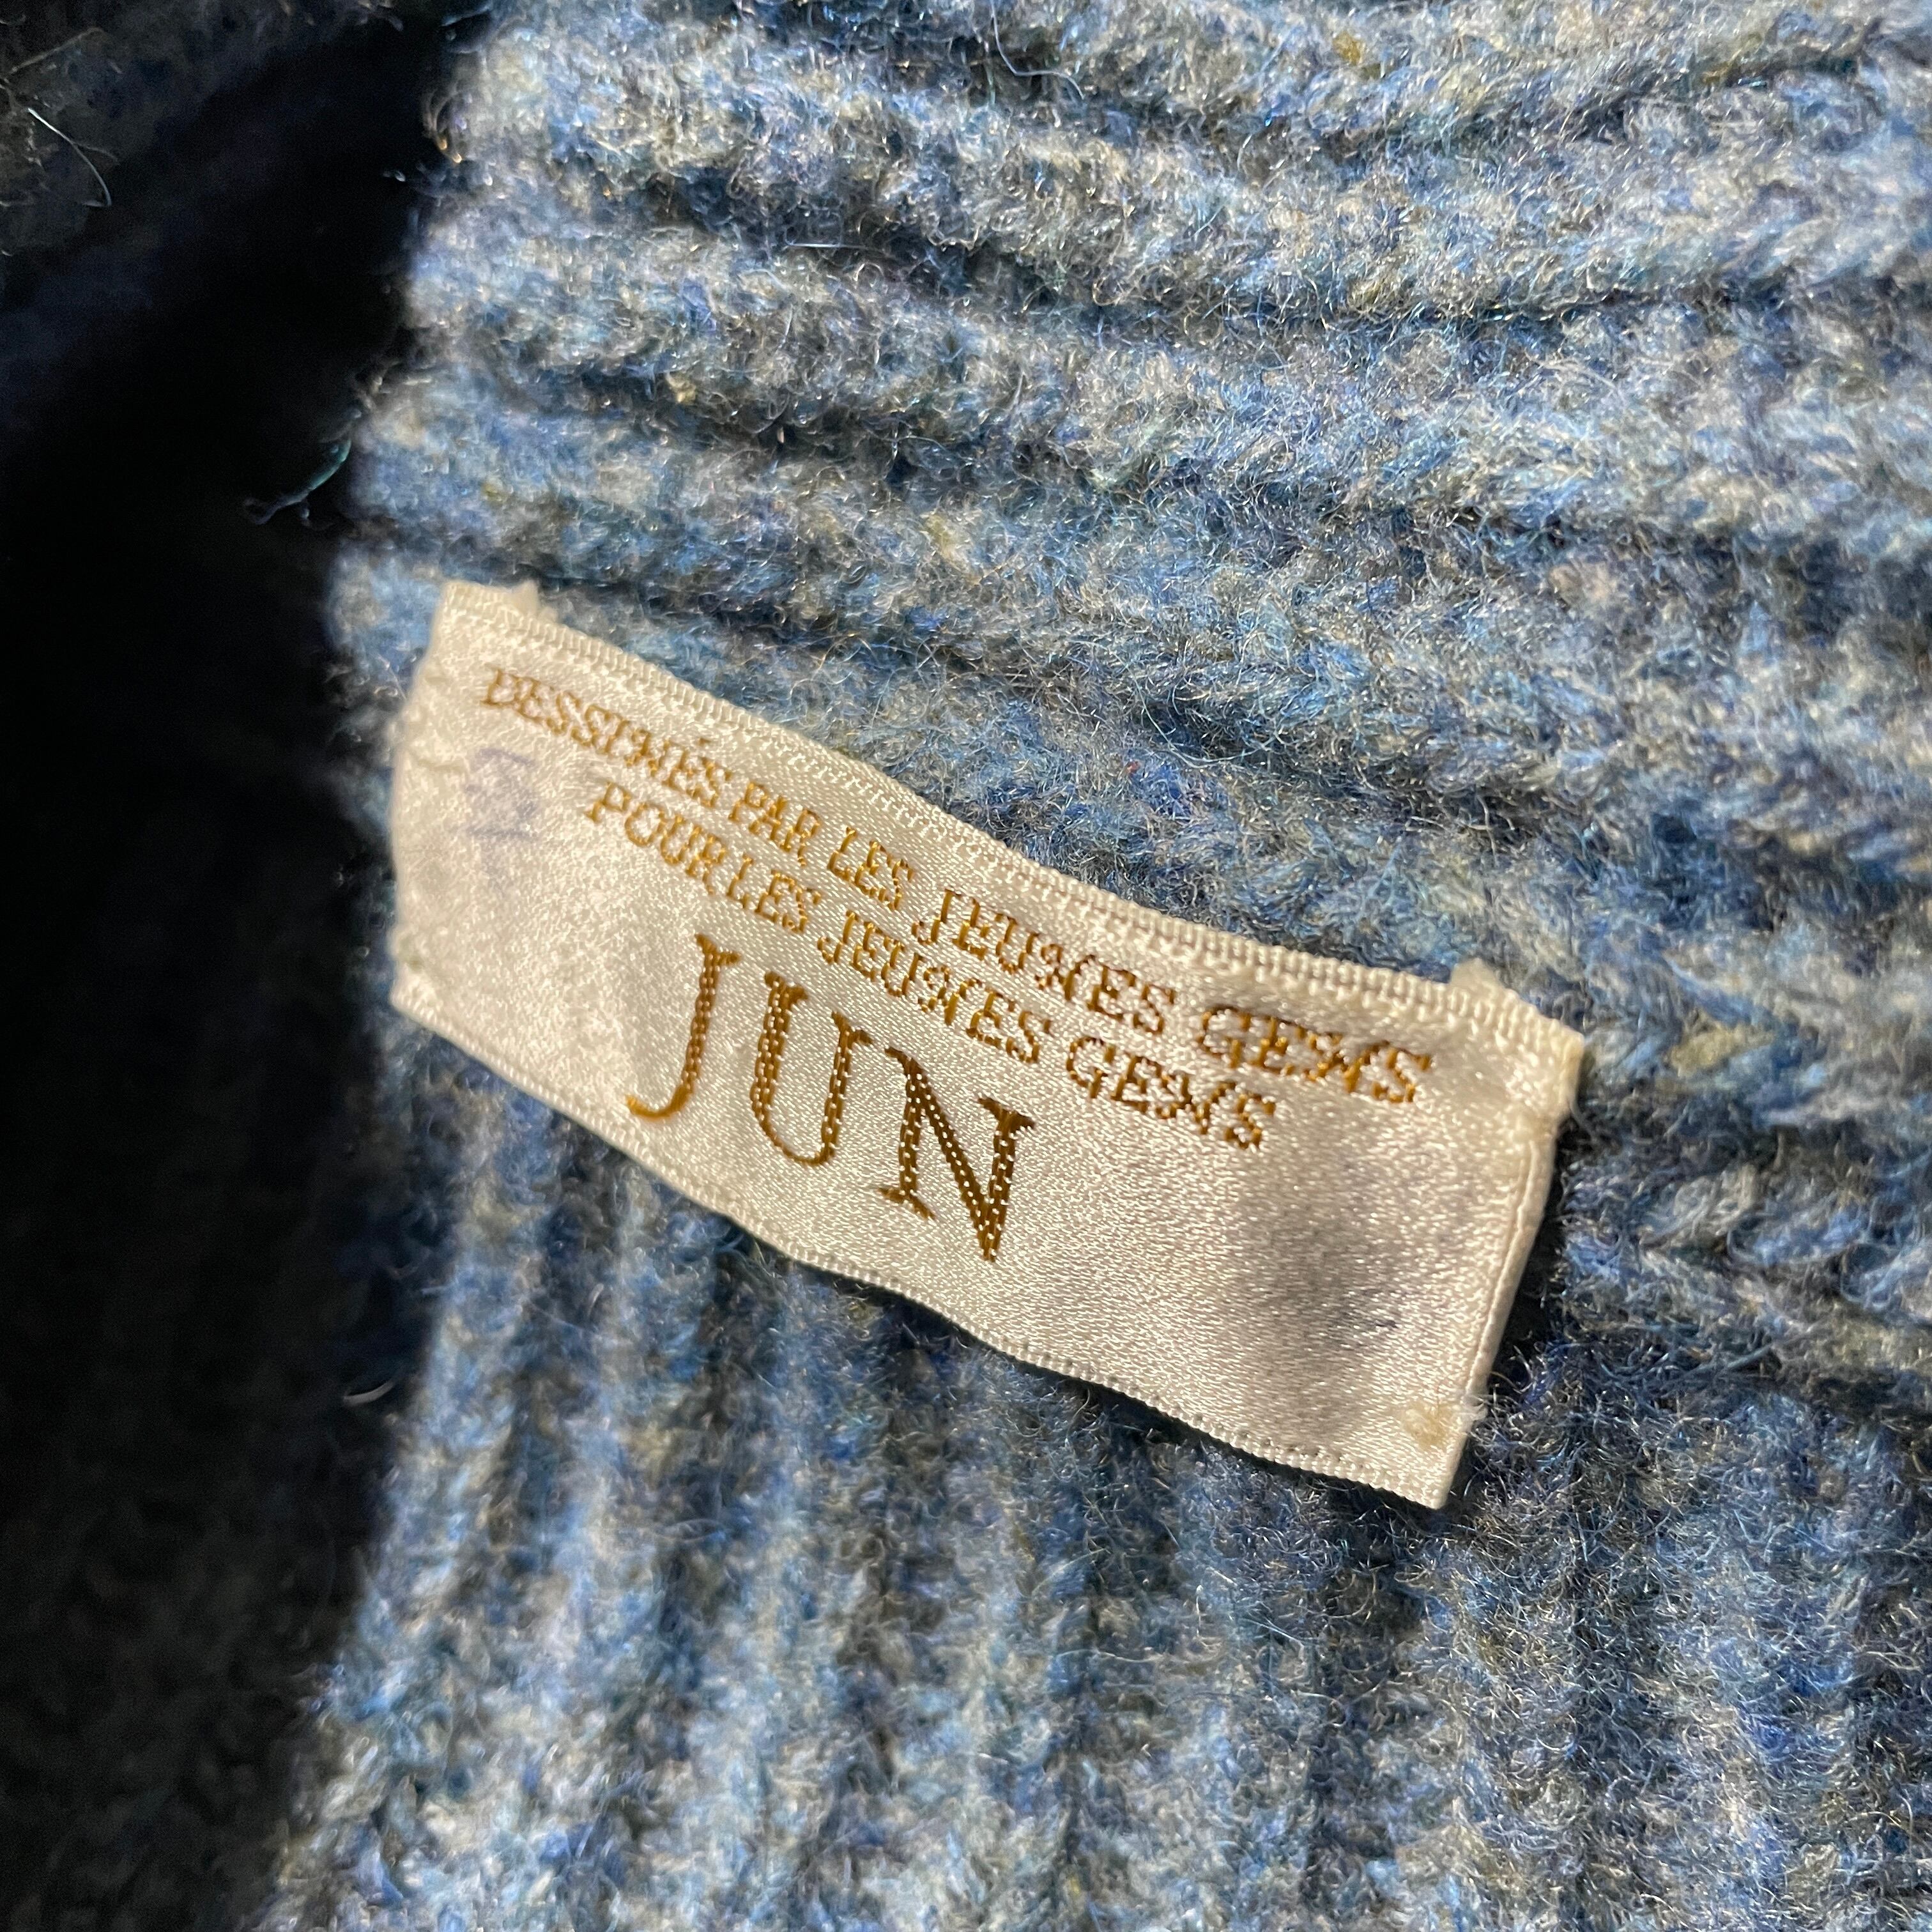 DESSINÉS PAR LES JEUNES GENS
POUR LES JEUNES GENS
JUN